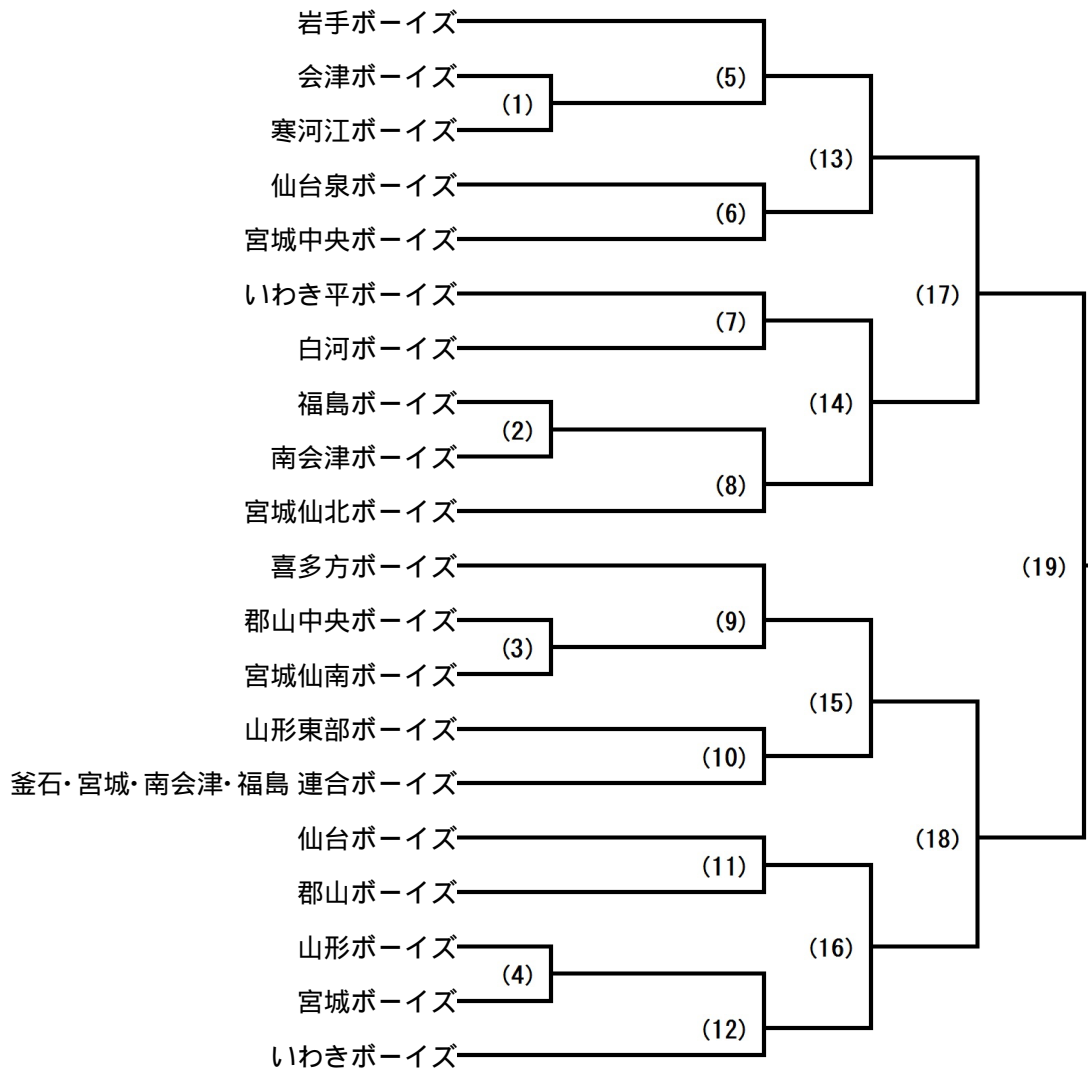 岩手ボーイズ
会津ボーイズ
(5)
(1)
寒河江ボーイズ
(13)
仙台泉ボーイズ
(6)
宮城中央ボーイズ
いわき平ボーイズ
(17)
(7)
白河ボーイズ
福島ボーイズ
(14)
(2)
南会津ボーイズ
(8)
宮城仙北ボーイズ
喜多方ボーイズ
(19)
郡山中央ボーイズ
(9)
(3)
宮城仙南ボーイズ
(15)
山形東部ボーイズ
(10)
釜石・宮城・南会津・福島 連合ボーイズ
仙台ボーイズ
(18)
(11)
郡山ボーイズ
山形ボーイズ
(16)
(4)
宮城ボーイズ
(12)
いわきボーイズ